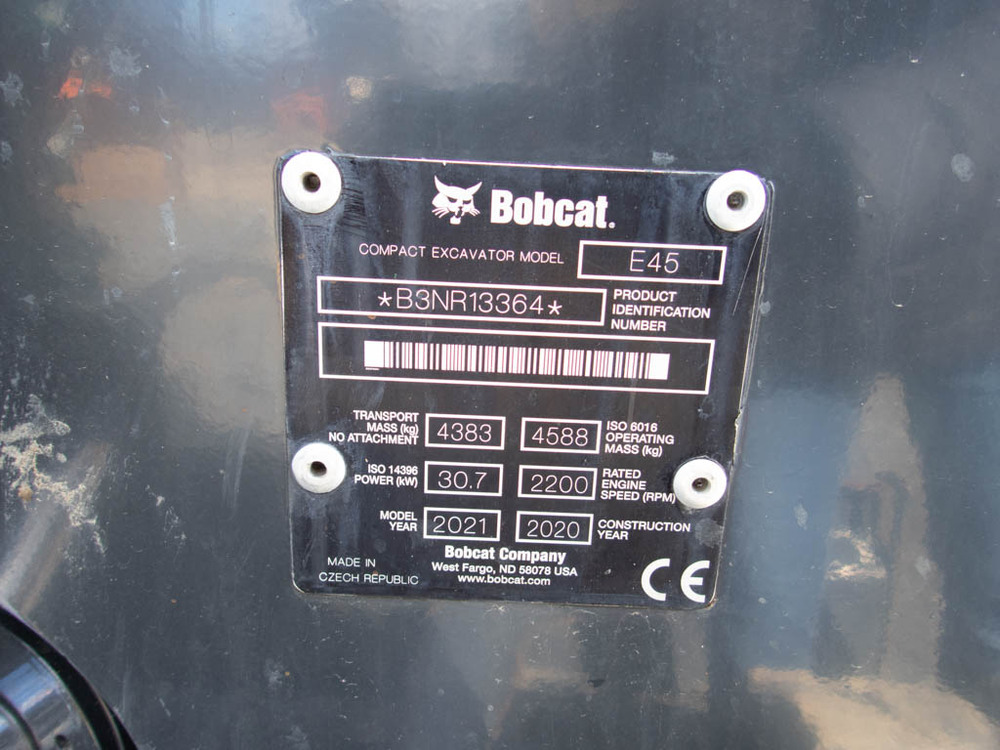 Bobcat.
COMPACT EXCAVATOR MODEL E45
*B3NR13364* PRODUCT
IDENTIFICATION
NUMBER
TRANSPORT
MASS (kg)
NO ATTACHMENT
4383
4588
ISO 6016
OPERATING
MASS (kg)
ISO 14396
POWER (kW)
30.7
2200
RATED
ENGINE
SPEED (RPM)
MODEL
YEAR
2021
2020
CONSTRUCTION
YEAR
Bobcat Company
West Fargo, ND 58078 USA
www.bobcat.com
MADE IN
CZECH REPUBLIC
CE